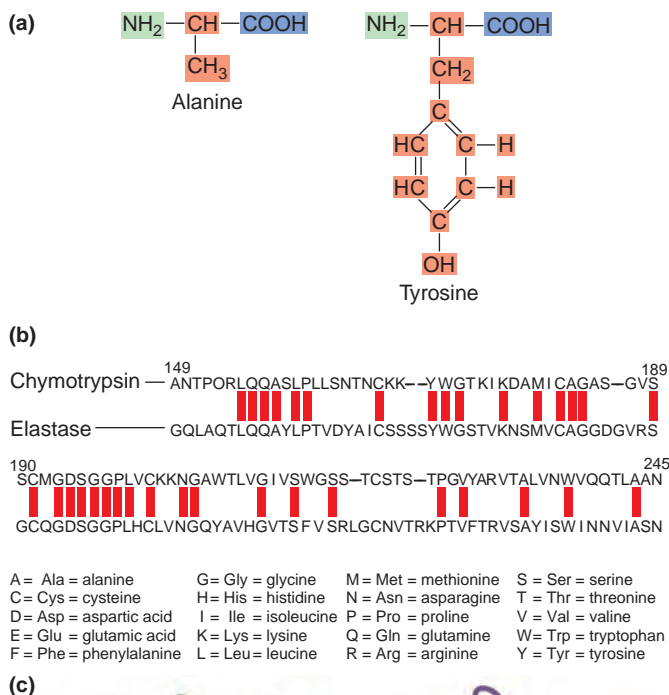 (a)
NH2 CH COOH
CH3
Alanine
NH2 CH COOH
CH2
C
HC C H
HC C H
C
OH
Tyrosine
(b)
149 189
Chymotrypsin — ANTPORLQQASLPLLSNTNCKK--YWGTKIKDAMICAGAS-GVS
Elastase GQLAQTLQQAYLPTVDYAICSSSSYWGSTVKNSMVCAGGDGVRS
190 245
SCMGDSGGPLVCKKNGAWTLVGIVSWGSS-TCSTS-TPGVYARVTALVNWVQQTLAAN
GCQGDSGGPLHCLVNGQYAVHGVTSFVSRLGCNVTRKPTVFTRVSAYISWINNVIASN
A = Ala = alanine G = Gly = glycine M = Met = methionine S = Ser = serine
C = Cys = cysteine H = His = histidine N = Asn = asparagine T = Thr = threonine
D = Asp = aspartic acid I = Ile = isoleucine P = Pro = proline V = Val = valine
E = Glu = glutamic acid K = Lys = lysine Q = Gln = glutamine W = Trp = tryptophan
F = Phe = phenylalanine L = Leu = leucine R = Arg = arginine Y = Tyr = tyrosine
(c)